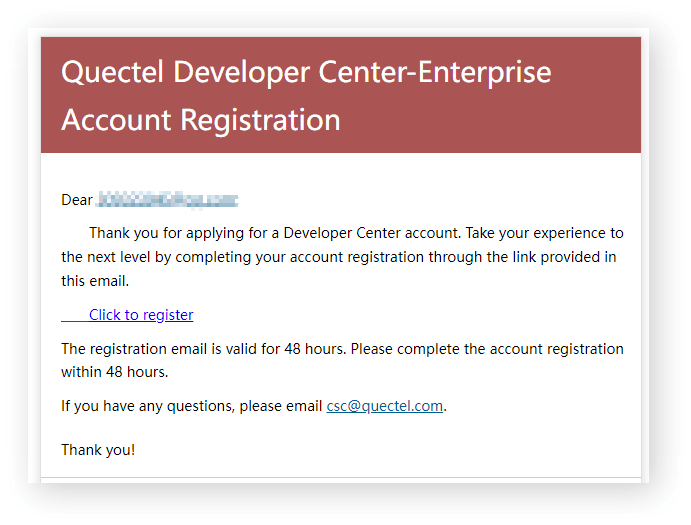 Quectel Developer Center-Enterprise
Account Registration
Dear
Thank you for applying for a Developer Center account. Take your experience to
the next level by completing your account registration through the link provided in
this email.
Click to register
The registration email is valid for 48 hours. Please complete the account registration
within 48 hours.
If you have any questions, please email csc@quectel.com.
Thank you!